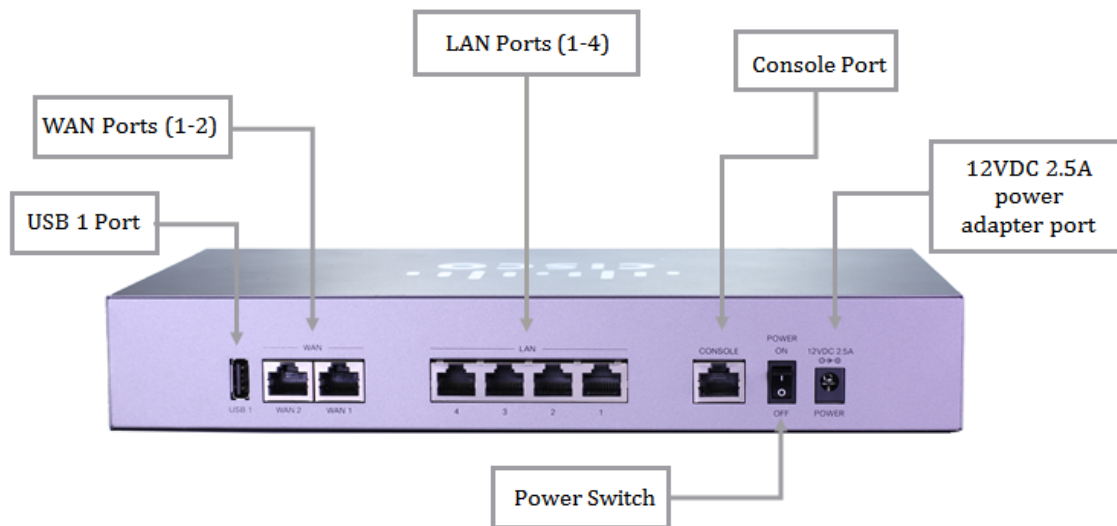 LAN Ports (1-4)
Console Port
WAN Ports (1-2)
12VDC 2.5A
power
adapter port
USB 1 Port
CISCO
POWER
ON
WAN
LAN
CONSOLE
12VDC 2.5A
USB 1
WAN 2
WAN 1
4
3
2
1
OFF
POWER
Power Switch